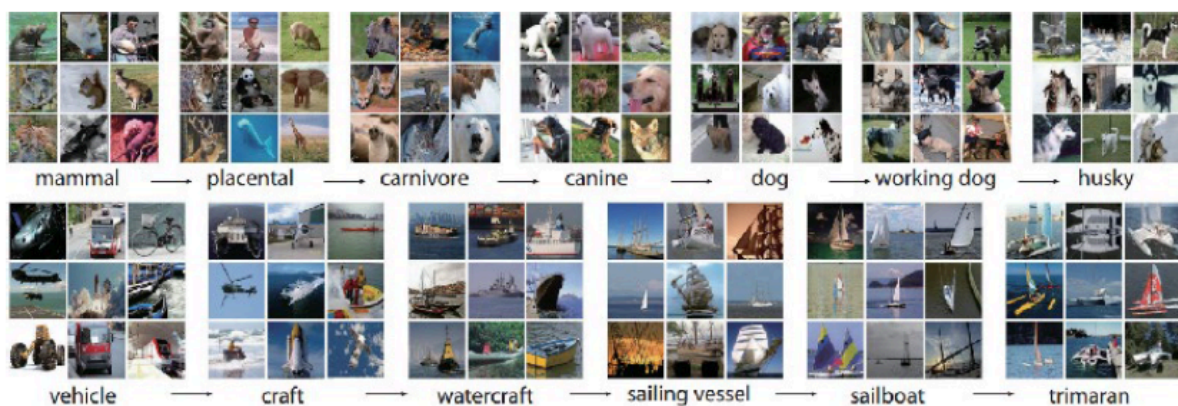 mammal → placental → carnivore → canine → dog → working dog → husky
vehicle → craft → watercraft → sailing vessel → sailboat → trimaran